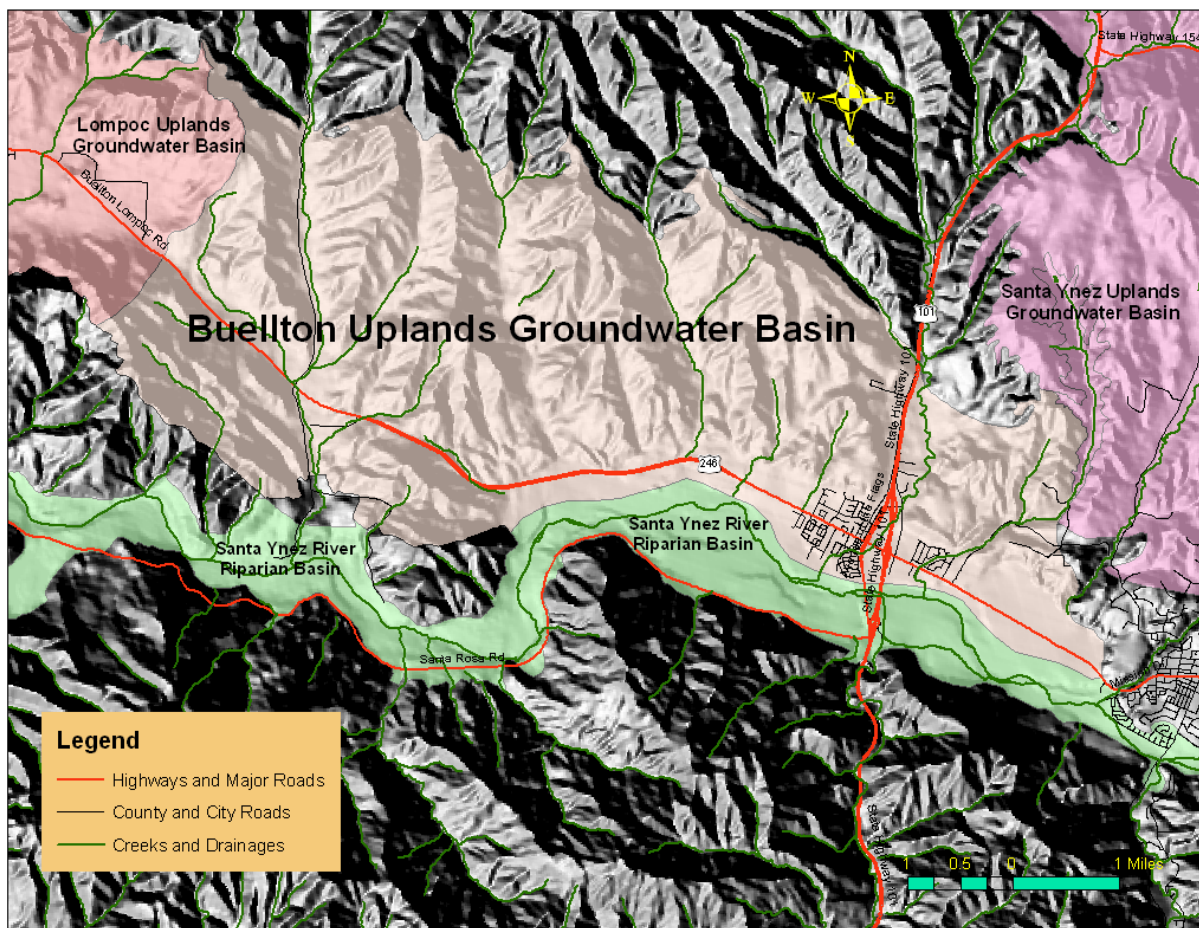 State Highway 154
N
W E
Lompoc Uplands
Groundwater Basin
Buellton Lompoc Rd
Santa Ynez Uplands
Groundwater Basin
101
Buellton Uplands Groundwater Basin
State Highway 101
246
Santa Ynez River
Riparian Basin
Santa Ynez River
Riparian Basin
State Highway 101
Santa Rosa Rd
Legend
Highways and Major Roads
County and City Roads
Creeks and Drainages
State Highway 101
1 0.5 0 1 Miles